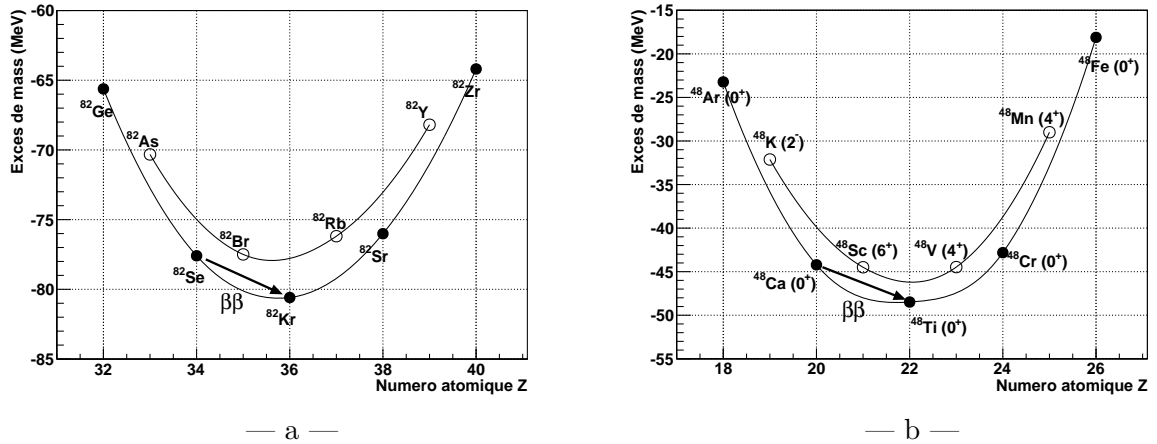 Exces de mass (MeV)
-60
-65
-70
-75
-80
-85
⁸²Ge
⁸²As
⁸²Se
⁸²Br
⁸²Kr
⁸²Rb
⁸²Sr
⁸²Y
⁸²Zr
ββ
32 34 36 38 40
Numero atomique Z
— a —
Exces de mass (MeV)
-15
-20
-25
-30
-35
-40
-45
-50
-55
⁴⁸Ar (0⁺)
⁴⁸K (2⁻)
⁴⁸Ca (0⁺)
⁴⁸Sc (6⁺)
⁴⁸Ti (0⁺)
⁴⁸V (4⁺)
⁴⁸Cr (0⁺)
⁴⁸Mn (4⁺)
⁴⁸Fe (0⁺)
ββ
18 20 22 24 26
Numero atomique Z
— b —